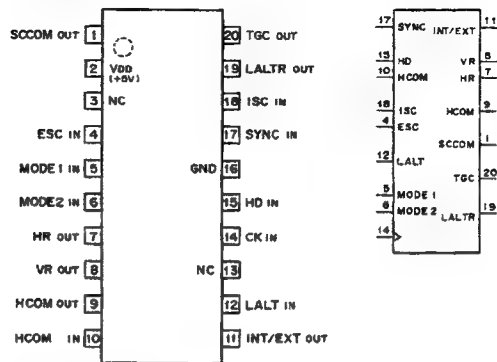 SCCOM OUT 1
2 VDD (+5V)
3 NC
ESC IN 4
MODE1 IN 5
MODE2 IN 6
HR OUT 7
VR OUT 8
HCOM OUT 9
HCOM IN 10
20 TGC OUT
19 LALTR OUT
18 ISC IN
17 SYNC IN
GND 16
15 HD IN
14 CK IN
NC 13
12 LALT IN
11 INT/EXT OUT
17 SYNC INT/EXT 11
15 HD VR 8
10 HCOM HR 7
18 ISC HCOM 9
4 ESC
SCCOM 1
12 LALT
TGC 20
5 MODE 1
6 MODE 2
LALTR 19
14